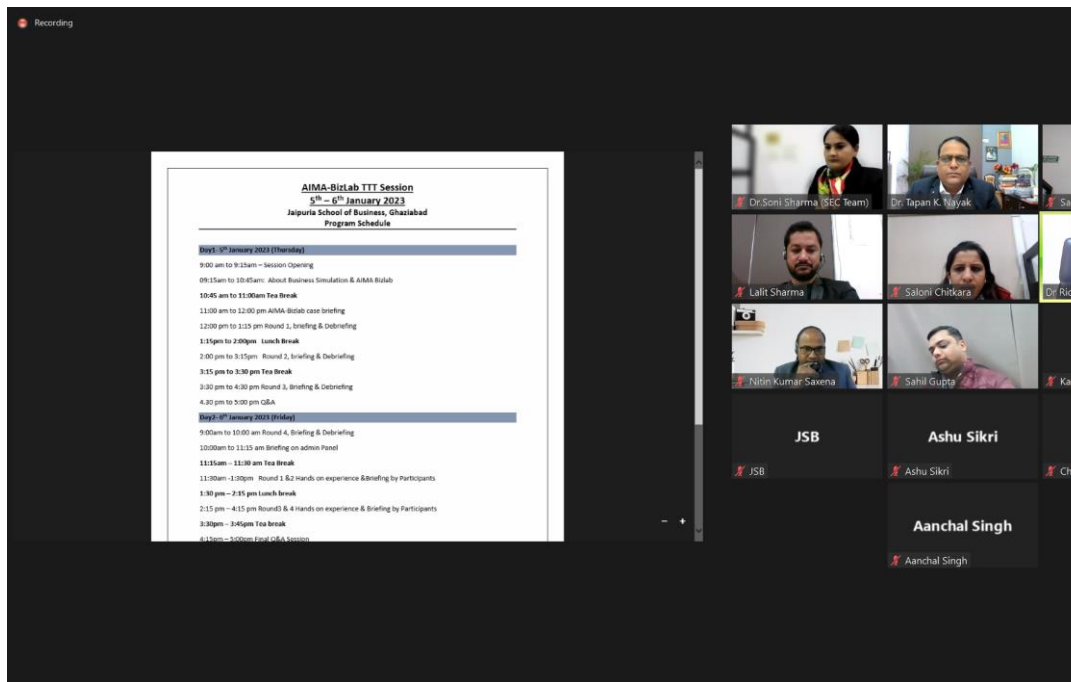 Recording
AIMA-BizLab TTT Session
5th – 6th January 2023
Jaipuria School of Business, Ghaziabad
Program Schedule
Day1- 5th January 2023 (Thursday)
9:00 am to 9:15am – Session Opening
09:15am to 10:45am: About Business Simulation & AIMA Bizlab
10:45 am to 11:00am Tea Break
11:00 am to 12:00 pm AIMA-Bizlab case briefing
12:00 pm to 1:15 pm Round 1, briefing & Debriefing
1:15pm to 2:00pm Lunch Break
2:00 pm to 3:15pm Round 2, briefing & Debriefing
3:15 pm to 3:30 pm Tea Break
3:30 pm to 4:30 pm Round 3, Briefing & Debriefing
4.30 pm to 5:00 pm Q&A
Day2- 6th January 2023 (Friday)
9:00am to 10:00 am Round 4, Briefing & Debriefing
10:00am to 11:15 am Briefing on admin Panel
11:15am – 11:30 am Tea Break
11:30am -1:30pm Round 1 &2 Hands on experience &Briefing by Participants
1:30 pm – 2:15 pm Lunch break
2:15 pm – 4:15 pm Round3 & 4 Hands on experience & Briefing by Participants
3:30pm – 3:45pm Tea break
4:15pm – 5:00pm Final Q&A Session
Dr.Soni Sharma (SEC Team)
Dr. Tapan K. Nayak
Sa
Lalit Sharma
Saloni Chitkara
Dr Ric
Nitin Kumar Saxena
Sahil Gupta
Ka
JSB
JSB
Ashu Sikri
Ashu Sikri
Ch
Aanchal Singh
Aanchal Singh